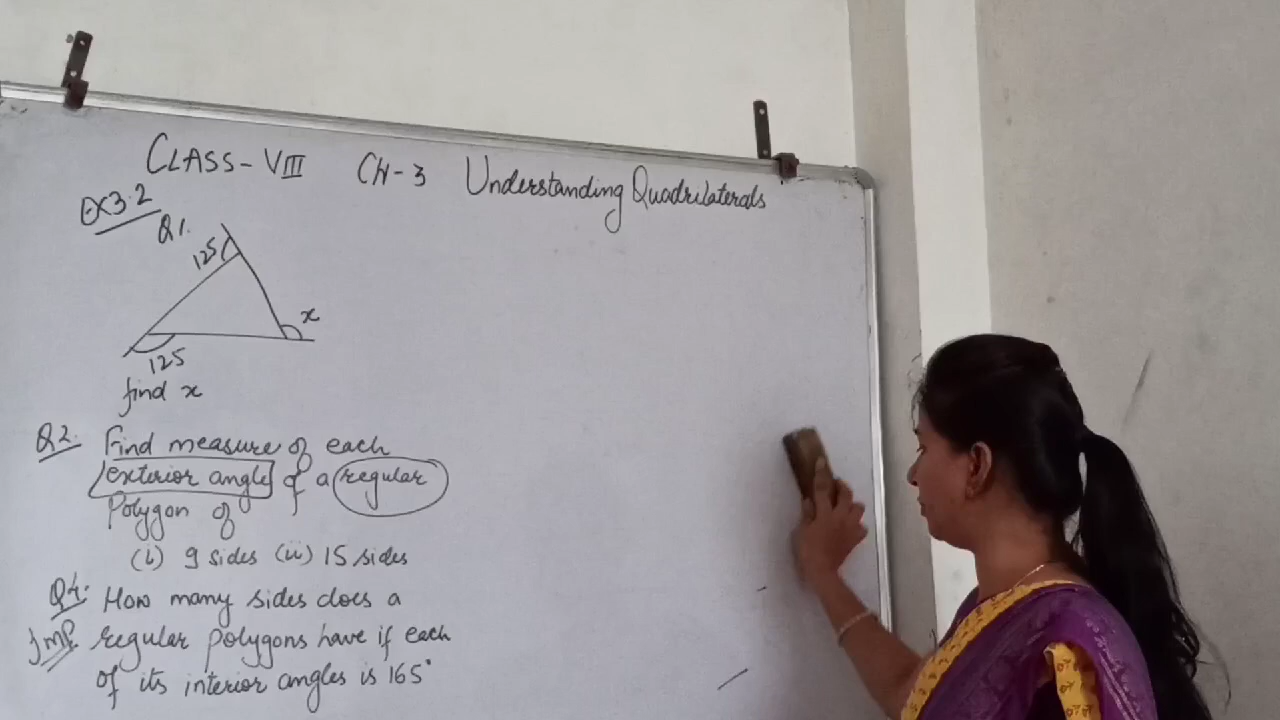 CLASS-VIII CH-3 Understanding Quadrilaterals
EX3.2
Q1.
125
x
125
find x
Q2. Find measure of each
exterior angle of a regular
Polygon of
(i) 9 sides (ii) 15 sides
Q4: How many sides does a
IMP. regular polygons have if each
of its interior angles is 165°